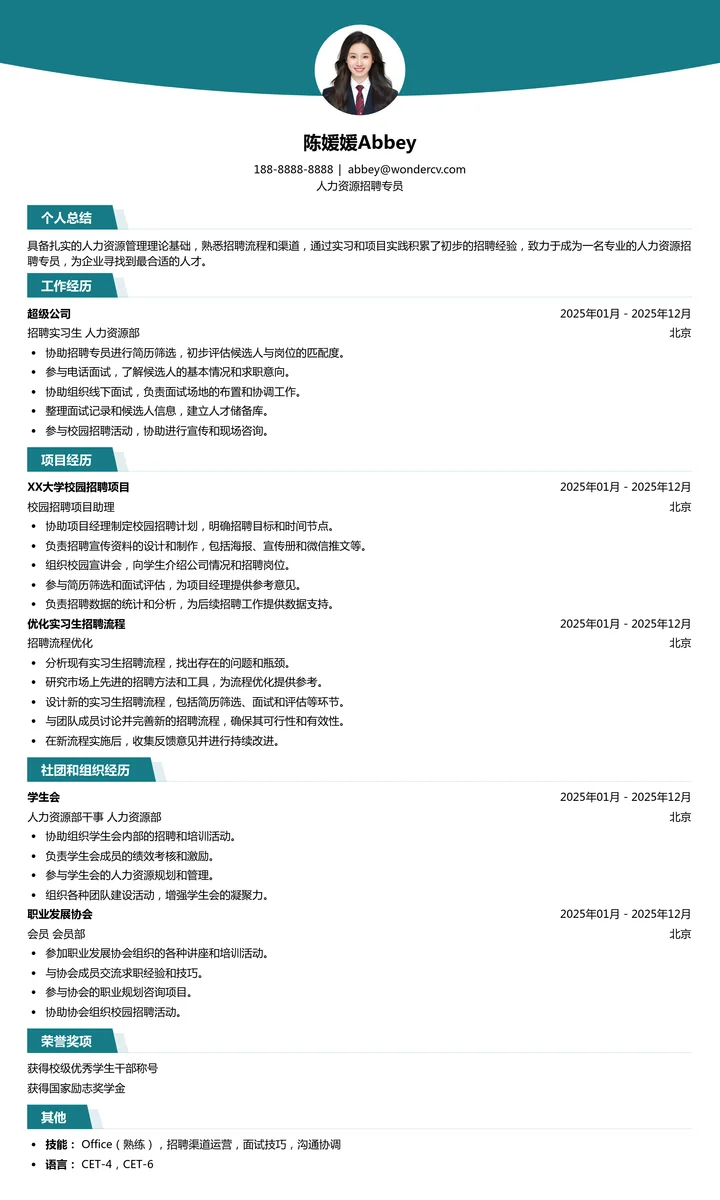 陈媛媛Abbey
188-8888-8888 | abbey@wondercv.com
人力资源招聘专员
个人总结
具备扎实的人力资源管理理论基础，熟悉招聘流程和渠道，通过实习和项目实践积累了初步的招聘经验，致力于成为一名专业的人力资源招
聘专员，为企业寻找到最合适的人才。
工作经历
超级公司 2025年01月 - 2025年12月
招聘实习生 人力资源部 北京
• 协助招聘专员进行简历筛选，初步评估候选人与岗位的匹配度。
• 参与电话面试，了解候选人的基本情况和求职意向。
• 协助组织线下面试，负责面试场地的布置和协调工作。
• 整理面试记录和候选人信息，建立人才储备库。
• 参与校园招聘活动，协助进行宣传和现场咨询。
项目经历
XX大学校园招聘项目 2025年01月 - 2025年12月
校园招聘项目助理 北京
• 协助项目经理制定校园招聘计划，明确招聘目标和时间节点。
• 负责招聘宣传资料的设计和制作，包括海报、宣传册和微信推文等。
• 组织校园宣讲会，向学生介绍公司情况和招聘岗位。
• 参与简历筛选和面试评估，为项目经理提供参考意见。
• 负责招聘数据的统计和分析，为后续招聘工作提供数据支持。
优化实习生招聘流程 2025年01月 - 2025年12月
招聘流程优化 北京
• 分析现有实习生招聘流程，找出存在的问题和瓶颈。
• 研究市场上先进的招聘方法和工具，为流程优化提供参考。
• 设计新的实习生招聘流程，包括简历筛选、面试和评估等环节。
• 与团队成员讨论并完善新的招聘流程，确保其可行性和有效性。
• 在新流程实施后，收集反馈意见并进行持续改进。
社团和组织经历
学生会 2025年01月 - 2025年12月
人力资源部干事 人力资源部 北京
• 协助组织学生会内部的招聘和培训活动。
• 负责学生会成员的绩效考核和激励。
• 参与学生会的人力资源规划和管理。
• 组织各种团队建设活动，增强学生会的凝聚力。
职业发展协会 2025年01月 - 2025年12月
会员 会员部 北京
• 参加职业发展协会组织的各种讲座和培训活动。
• 与协会成员交流求职经验和技巧。
• 参与协会的职业规划咨询项目。
• 协助协会组织校园招聘活动。
荣誉奖项
获得校级优秀学生干部称号
获得国家励志奖学金
其他
• 技能： Office（熟练），招聘渠道运营，面试技巧，沟通协调
• 语言： CET-4，CET-6